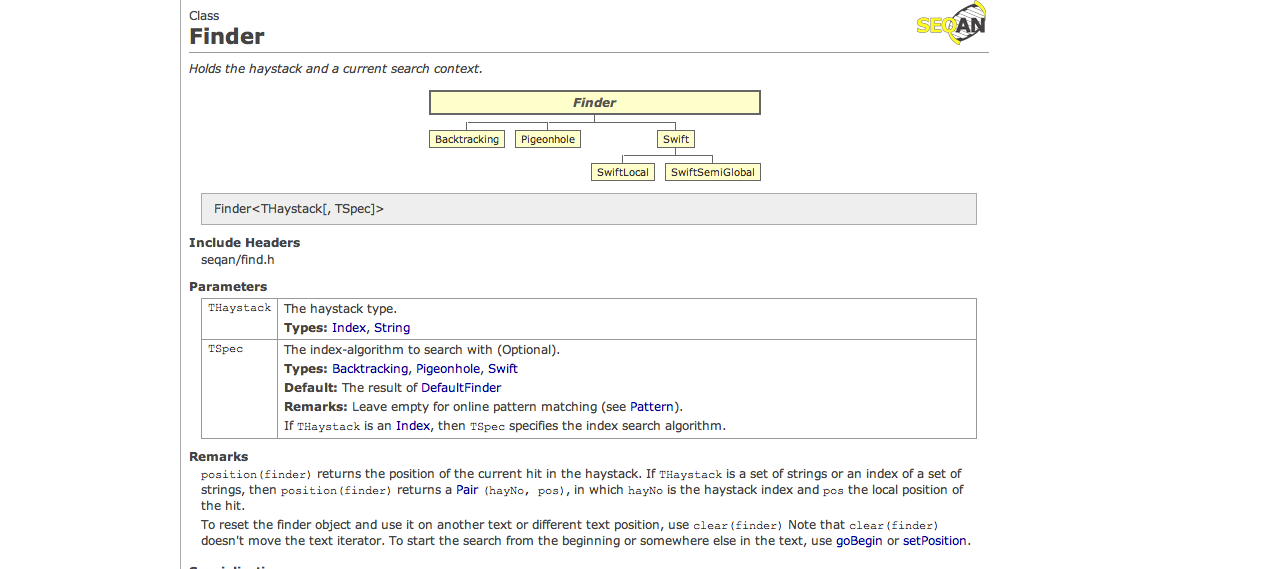 Class
Finder
SEQAN
Holds the haystack and a current search context.
Finder
Backtracking Pigeonhole Swift
SwiftLocal SwiftSemiGlobal
Finder<THaystack[, TSpec]>
Include Headers
seqan/find.h
Parameters
THaystack The haystack type.
Types: Index, String
TSpec The index-algorithm to search with (Optional).
Types: Backtracking, Pigeonhole, Swift
Default: The result of DefaultFinder
Remarks: Leave empty for online pattern matching (see Pattern).
If THaystack is an Index, then TSpec specifies the index search algorithm.
Remarks
position(finder) returns the position of the current hit in the haystack. If THaystack is a set of strings or an index of a set of
strings, then position(finder) returns a Pair (hayNo, pos), in which hayNo is the haystack index and pos the local position of
the hit.
To reset the finder object and use it on another text or different text position, use clear(finder) Note that clear(finder)
doesn't move the text iterator. To start the search from the beginning or somewhere else in the text, use goBegin or setPosition.